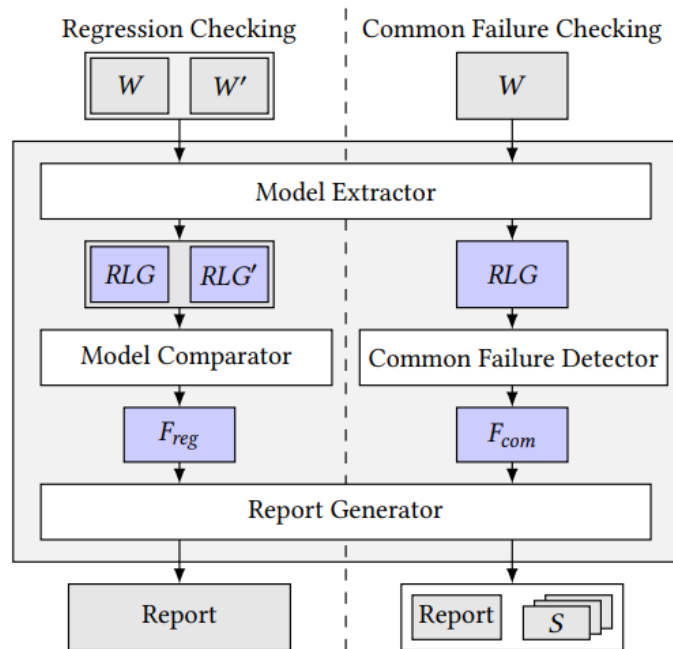 Regression Checking
Common Failure Checking
W W′
W
Model Extractor
RLG RLG′
RLG
Model Comparator
Common Failure Detector
F_reg
F_com
Report Generator
Report
Report S